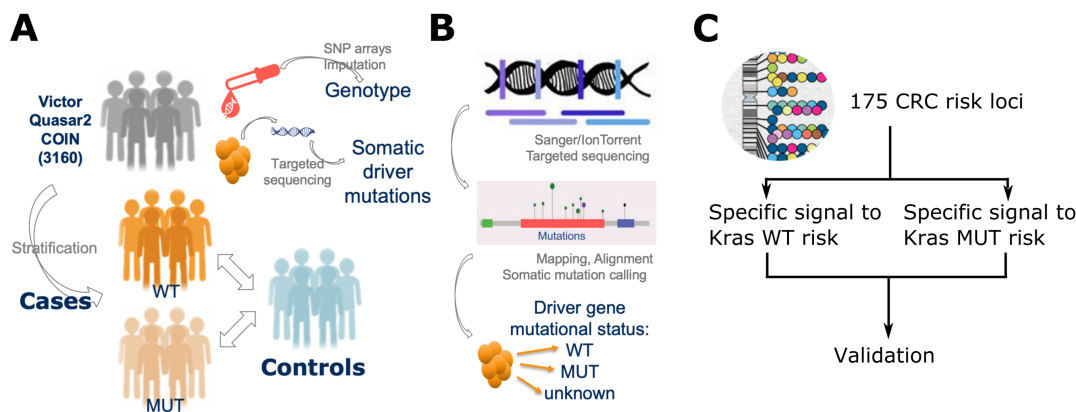 A
SNP arrays
Imputation
Genotype
Victor
Quasar2
COIN
(3160)
Targeted
sequencing
Somatic
driver
mutations
Stratification
Cases
WT
MUT
Controls
B
Sanger/IonTorrent
Targeted sequencing
Mutations
Mapping, Alignment
Somatic mutation calling
Driver gene
mutational status:
WT
MUT
unknown
C
175 CRC risk loci
Specific signal to
Kras WT risk
Specific signal to
Kras MUT risk
Validation